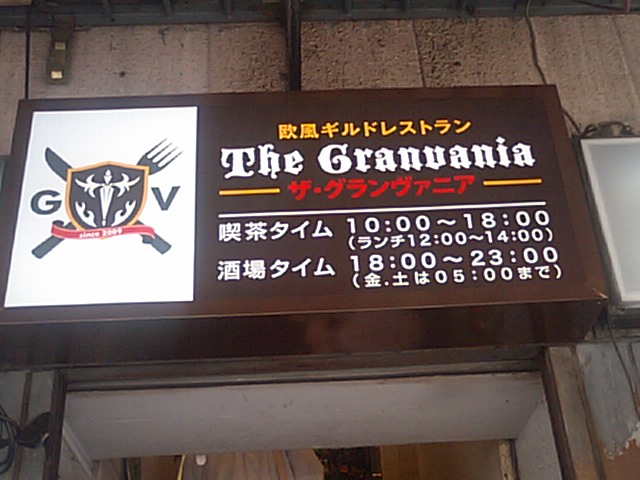 G V
since 2009
欧風ギルドレストラン
The Granvania
ザ・グランヴァニア
喫茶タイム 10:00～18:00
(ランチ12:00～14:00)
酒場タイム 18:00～23:00
(金.土は05:00まで)